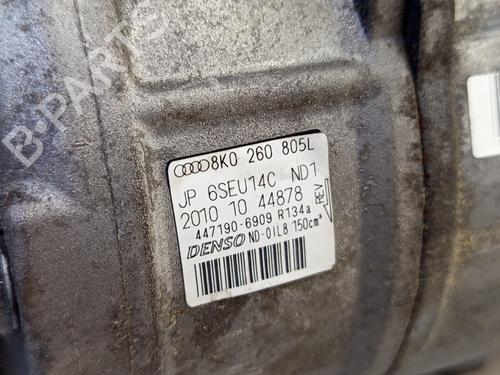 B-PARTS
8K0 260 805L
JP 6SEU14C ND1
2010 10 44878
REV
447190-6909 R134a
DENSO ND-OIL8 150cm³